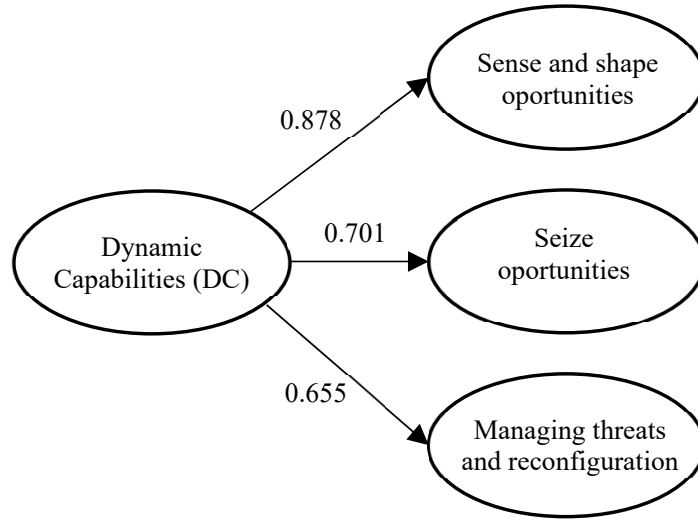 Sense and shape
oportunities
0.878
Dynamic
Capabilities (DC)
0.701
Seize
oportunities
0.655
Managing threats
and reconfiguration